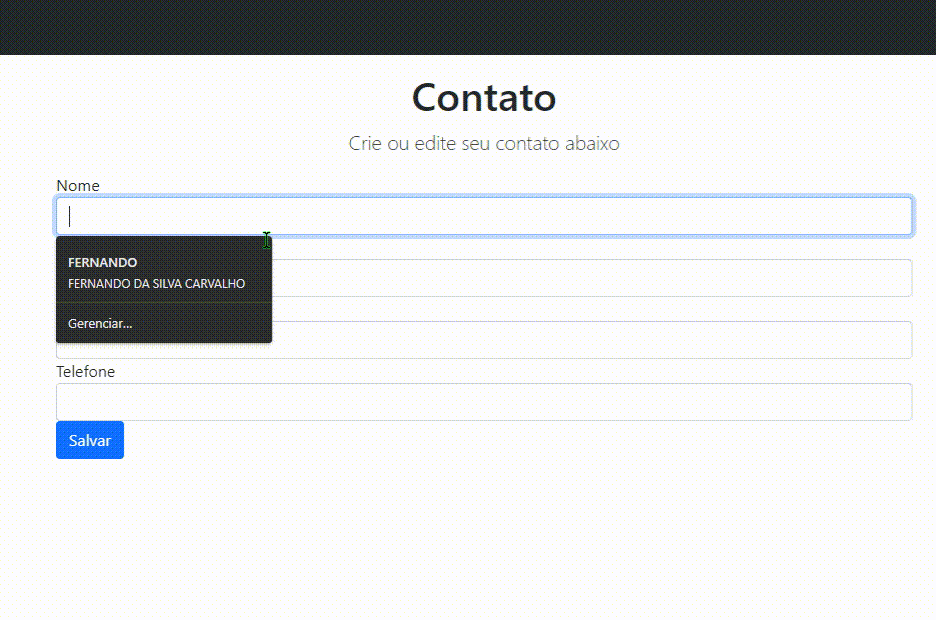 Contato
Crie ou edite seu contato abaixo
Nome
FERNANDO
FERNANDO DA SILVA CARVALHO
Gerenciar...
Telefone
Salvar